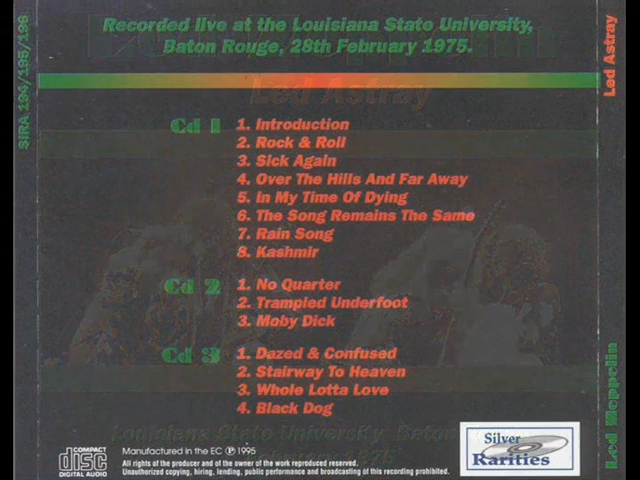 Recorded live at the Louisiana State University,
Baton Rouge, 28th February 1975.
Led Astray
Cd 1
1. Introduction
2. Rock & Roll
3. Sick Again
4. Over The Hills And Far Away
5. In My Time Of Dying
6. The Song Remains The Same
7. Rain Song
8. Kashmir
Cd 2
1. No Quarter
2. Trampled Underfoot
3. Moby Dick
Cd 3
1. Dazed & Confused
2. Stairway To Heaven
3. Whole Lotta Love
4. Black Dog
Louisiana State University Baton
February 1975
COMPACT
disc
DIGITAL AUDIO
Manufactured in the EC ℗ 1995
All rights of the producer and of the owner of the work reproduced reserved.
Unauthorized copying, hiring, lending, public performance and broadcasting of this recording prohibited.
Silver
Rarities
SIRA 194/195/196
Led Astray
Led Zeppelin